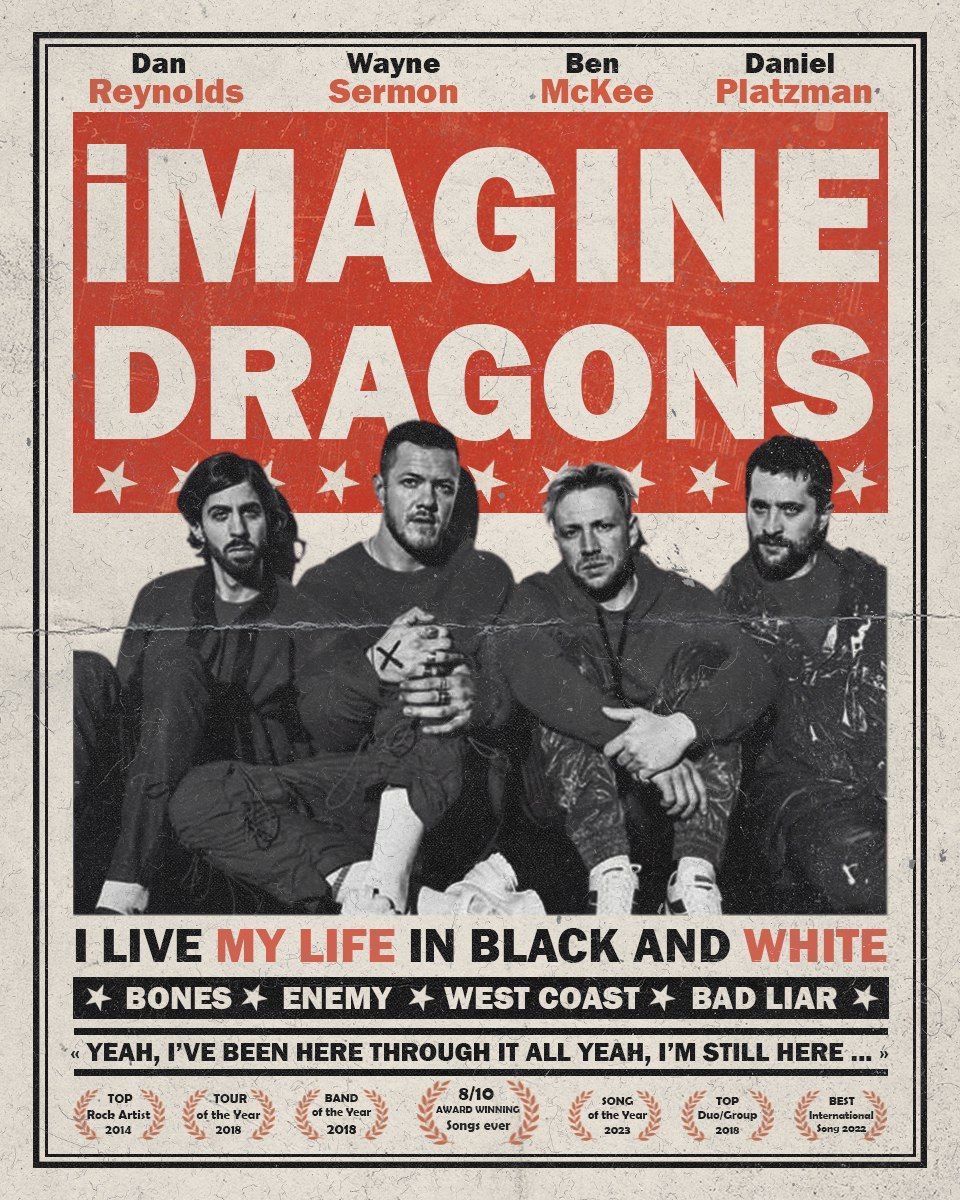 Dan Wayne Ben Daniel
Reynolds Sermon McKee Platzman
iMAGINE
DRAGONS
I LIVE MY LIFE IN BLACK AND WHITE
BONES ENEMY WEST COAST BAD LIAR
« YEAH, I'VE BEEN HERE THROUGH IT ALL YEAH, I'M STILL HERE ... »
TOP
Rock Artist
2014
TOUR
of the Year
2018
BAND
of the Year
2018
8/10
AWARD WINNING
Songs ever
SONG
of the Year
2023
TOP
Duo/Group
2018
BEST
International
Song 2022